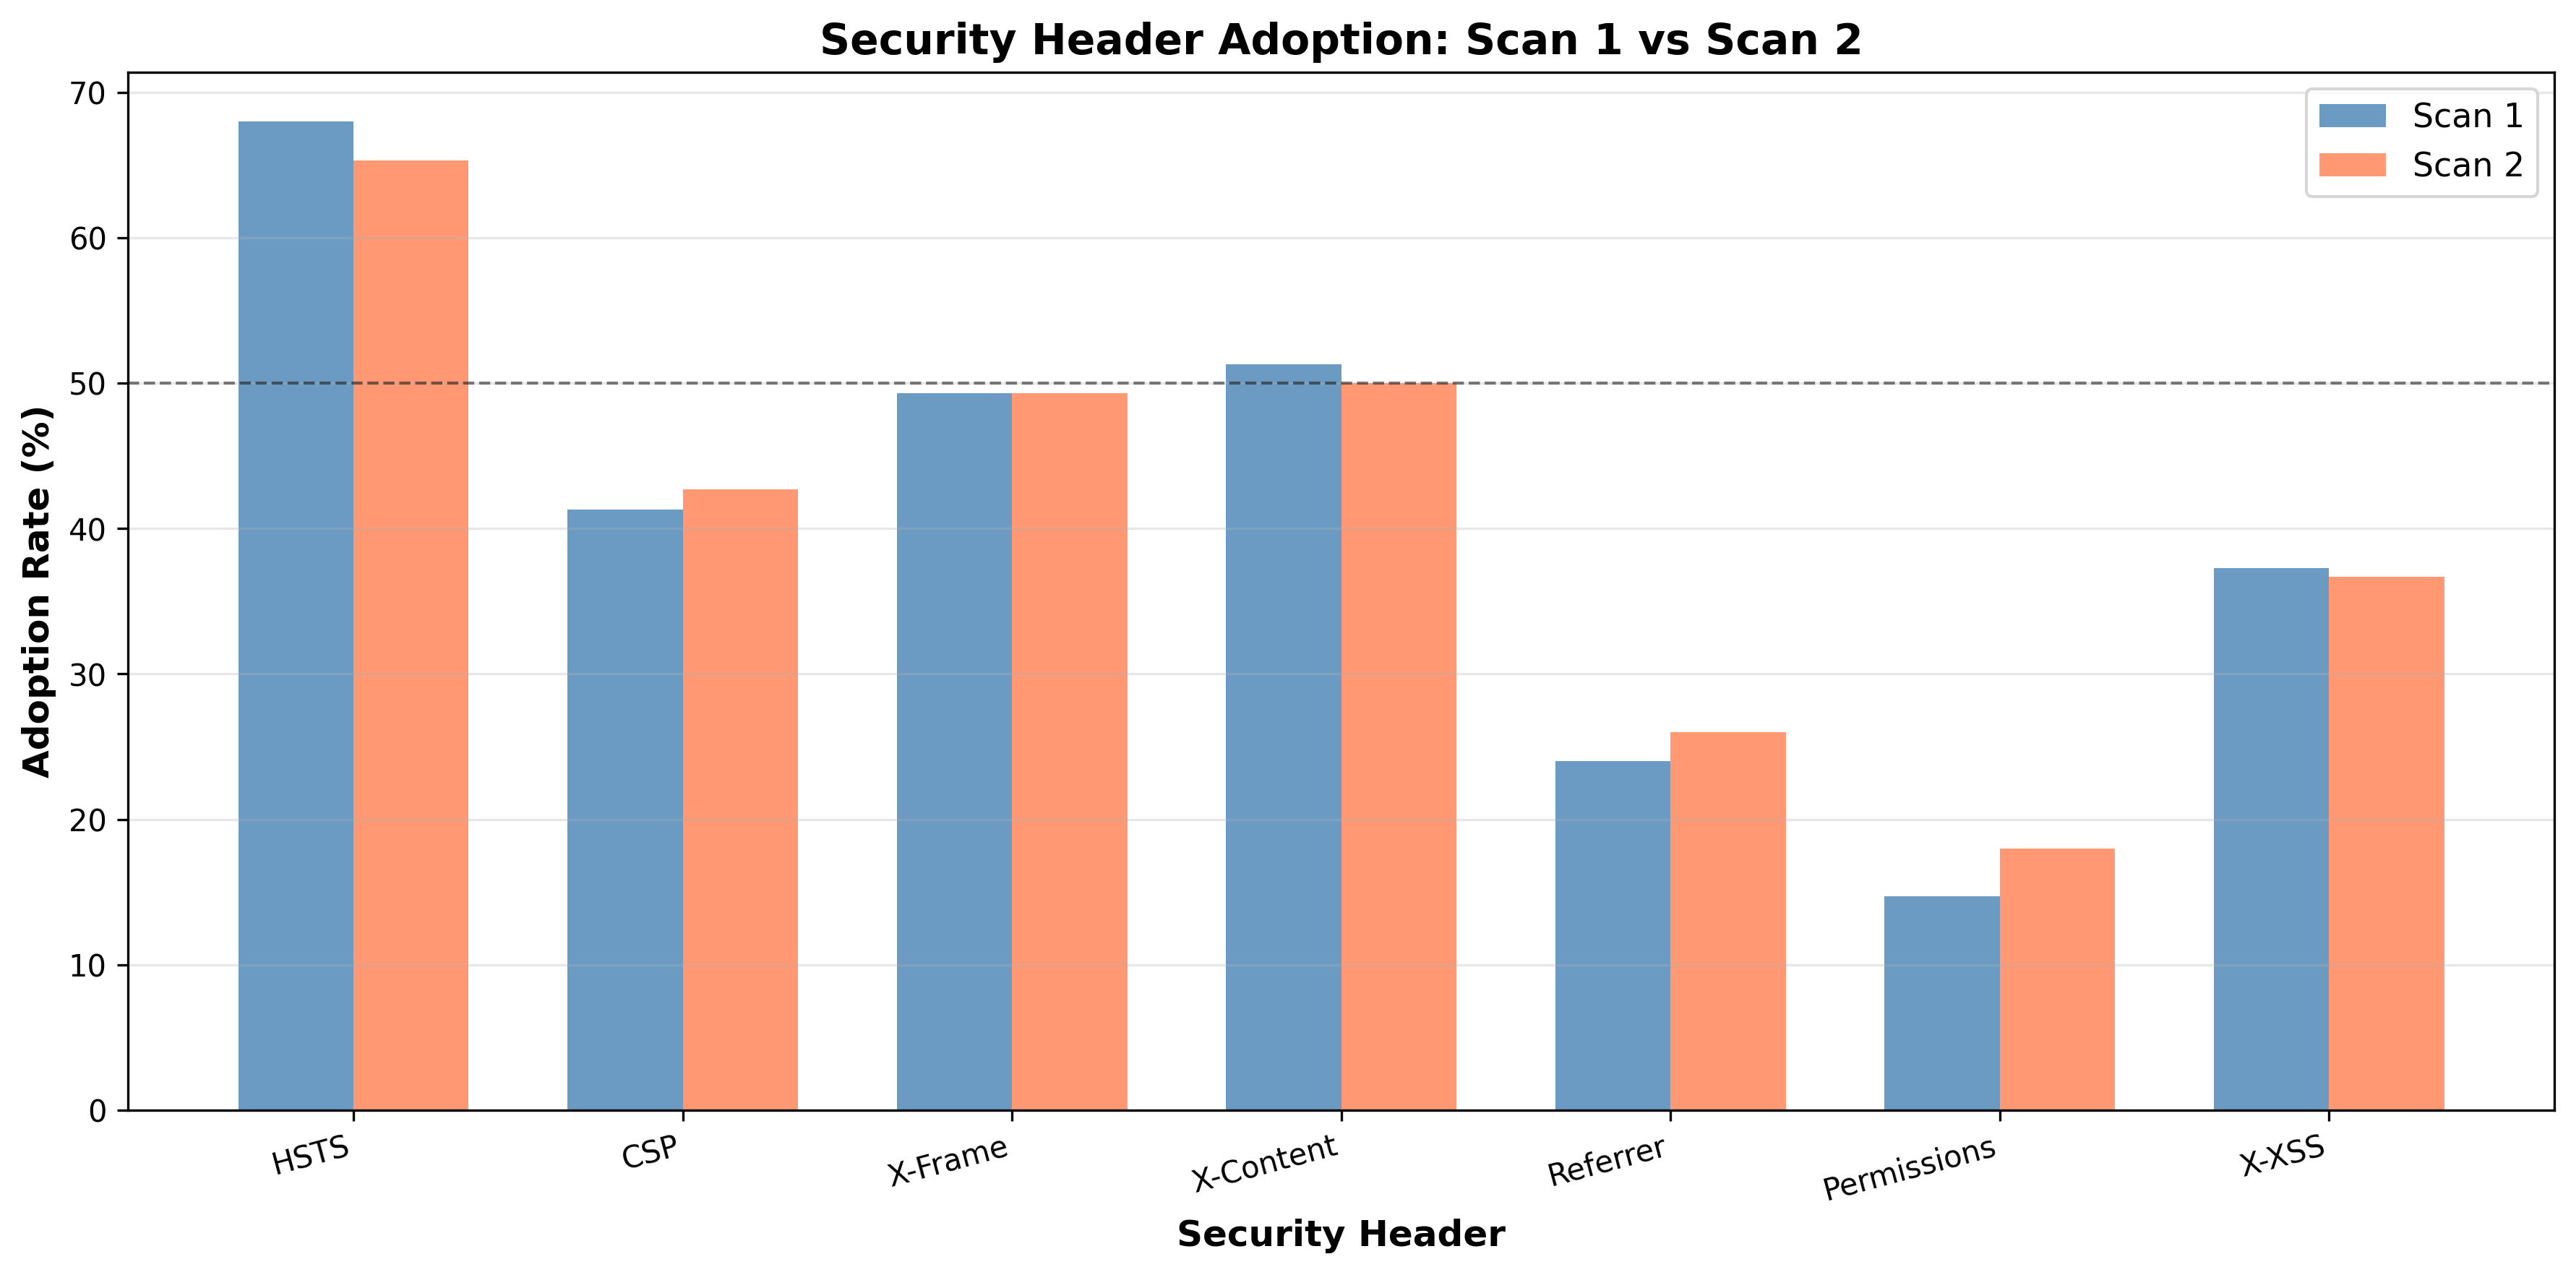 Security Header Adoption: Scan 1 vs Scan 2
Scan 1
Scan 2
Adoption Rate (%)
70
60
50
40
30
20
10
0
HSTS
CSP
X-Frame
X-Content
Referrer
Permissions
X-XSS
Security Header